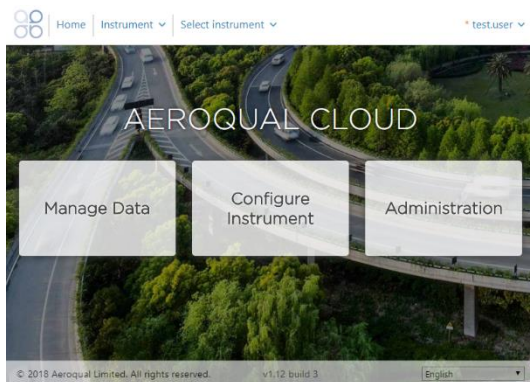 Home Instrument Select instrument * test.user
AEROQUAL CLOUD
Manage Data
Configure
Instrument
Administration
© 2018 Aeroqual Limited. All rights reserved. v1.12 build 3 English